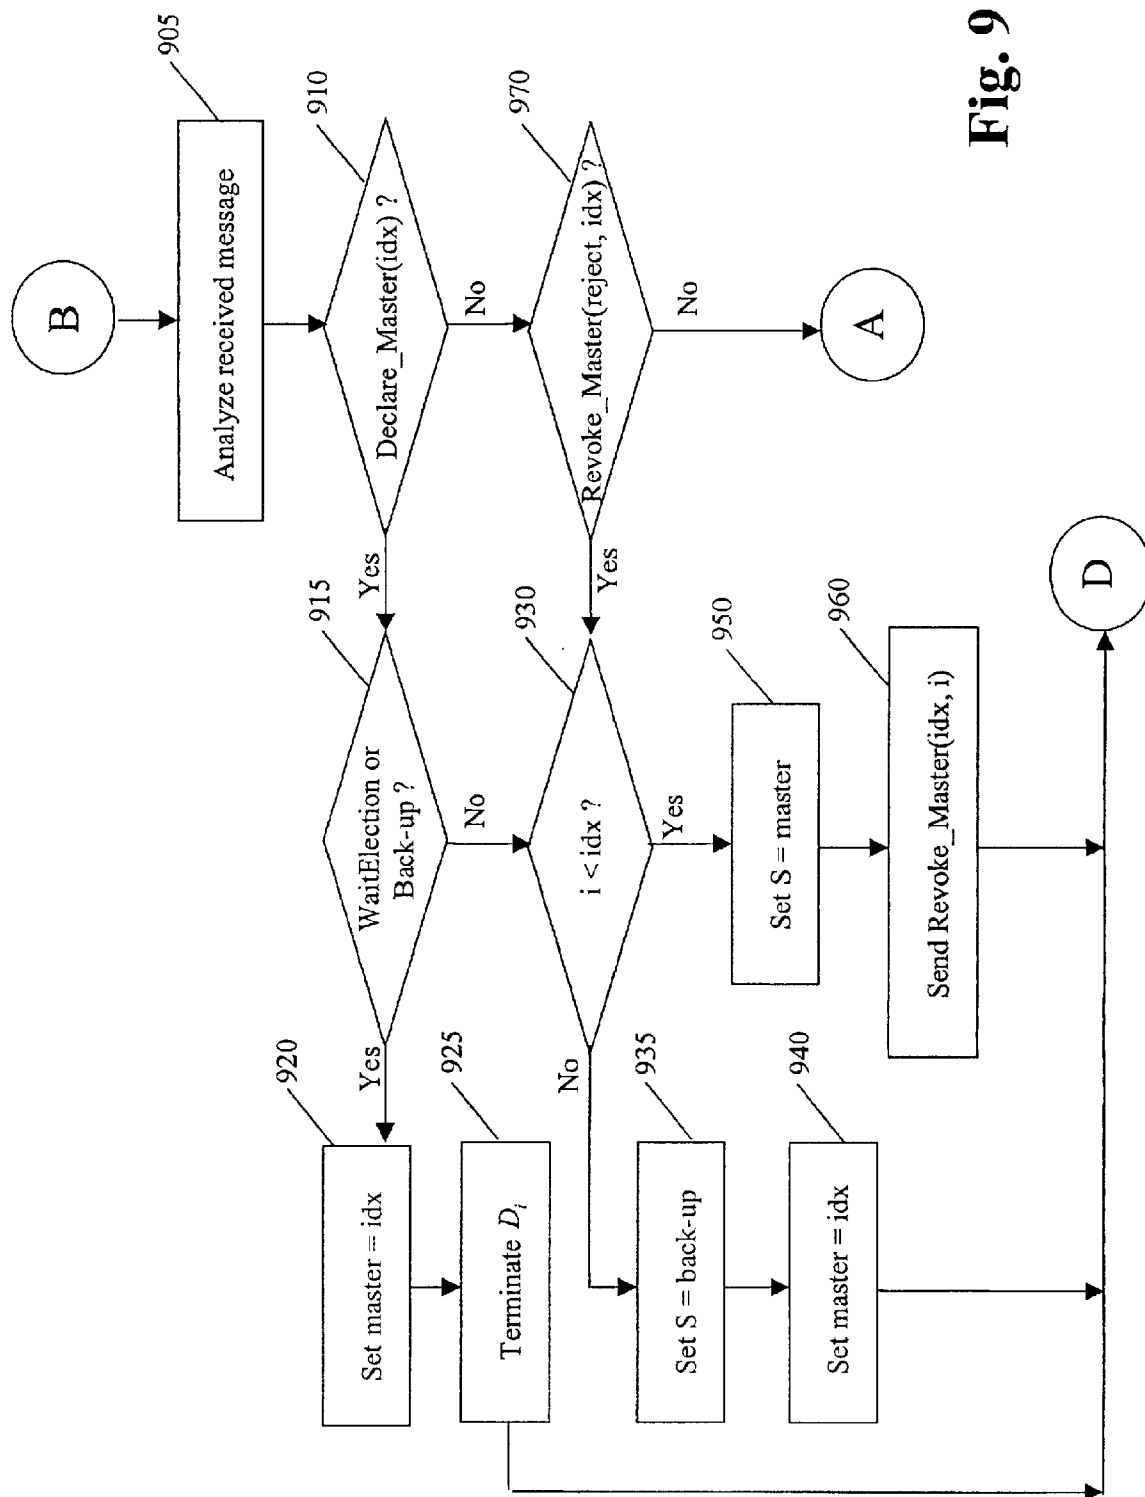 B
905
Analyze received message
910
Declare_Master(idx) ?
Yes
No
915
WaitElection or
Back-up ?
Yes
No
920
Set master = idx
925
Terminate Di
970
Revoke_Master(reject, idx) ?
Yes
No
A
930
i < idx ?
No
Yes
935
Set S = back-up
940
Set master = idx
950
Set S = master
960
Send Revoke_Master(idx, i)
D
Fig. 9